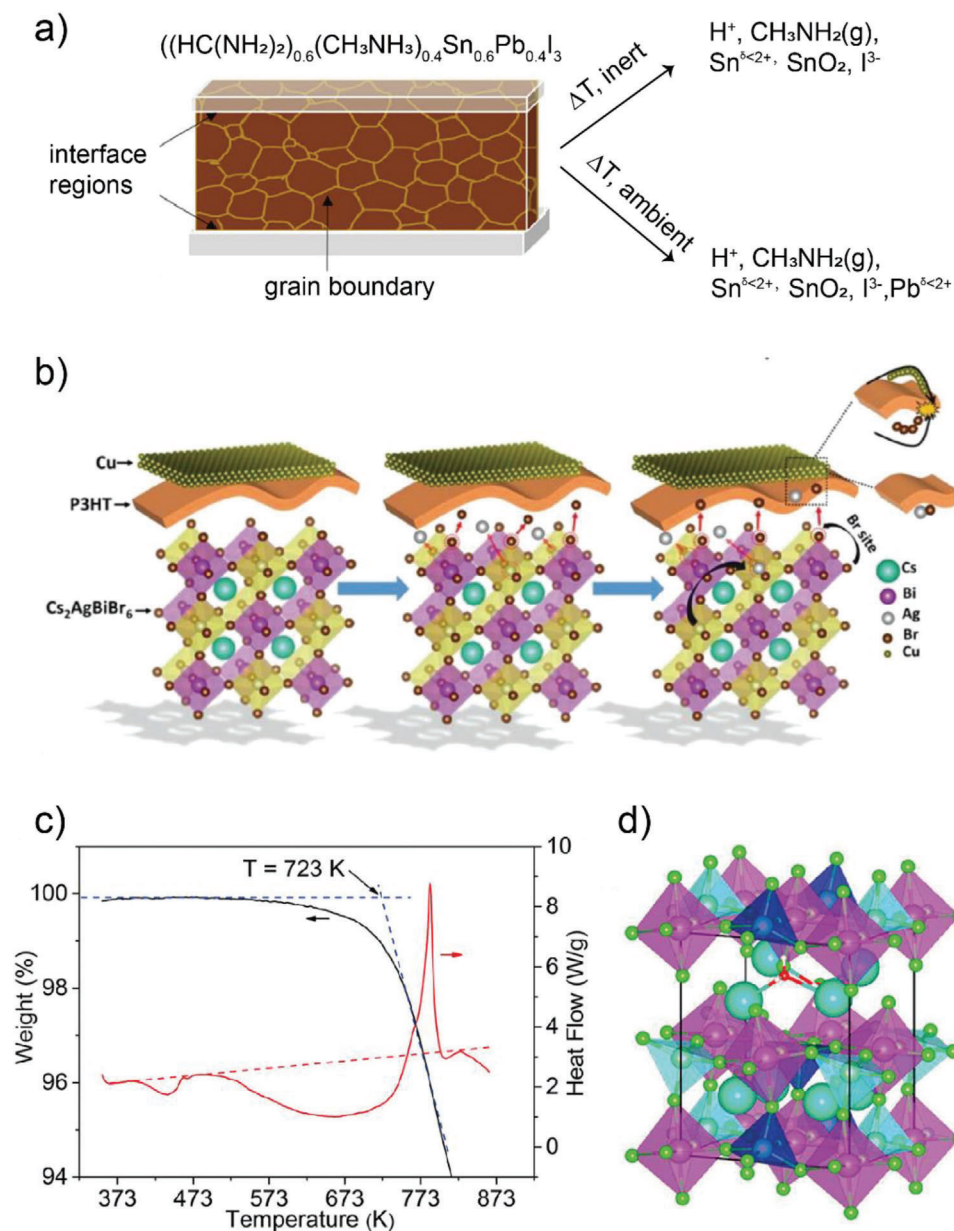 a)
((HC(NH₂)₂)₀.₆(CH₃NH₃)₀.₄Sn₀.₆Pb₀.₄I₃
interface
regions
grain boundary
ΔT, inert
H⁺, CH₃NH₂(g),
Sn^δ<2+, SnO₂, I³⁻
ΔT, ambient
H⁺, CH₃NH₂(g),
Sn^δ<2+, SnO₂, I³⁻,Pb^δ<2+
b)
Cu
P3HT
Cs₂AgBiBr₆
Br site
Cs
Bi
Ag
Br
Cu
c)
T = 723 K
Weight (%)
100
98
96
94
10
8
6
4
2
0
Heat Flow (W/g)
373 473 573 673 773 873
Temperature (K)
d)